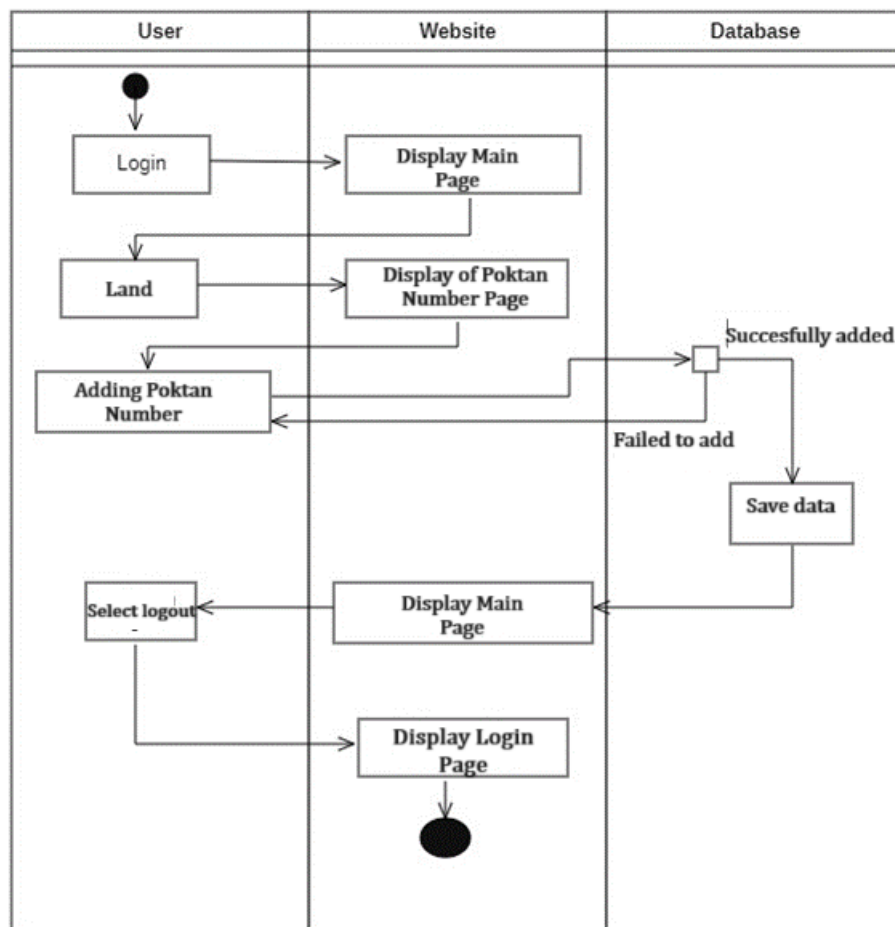 User
Website
Database
Login
Display Main
Page
Land
Display of Poktan
Number Page
Succesfully added
Adding Poktan
Number
Failed to add
Save data
Select logout
Display Main
Page
Display Login
Page